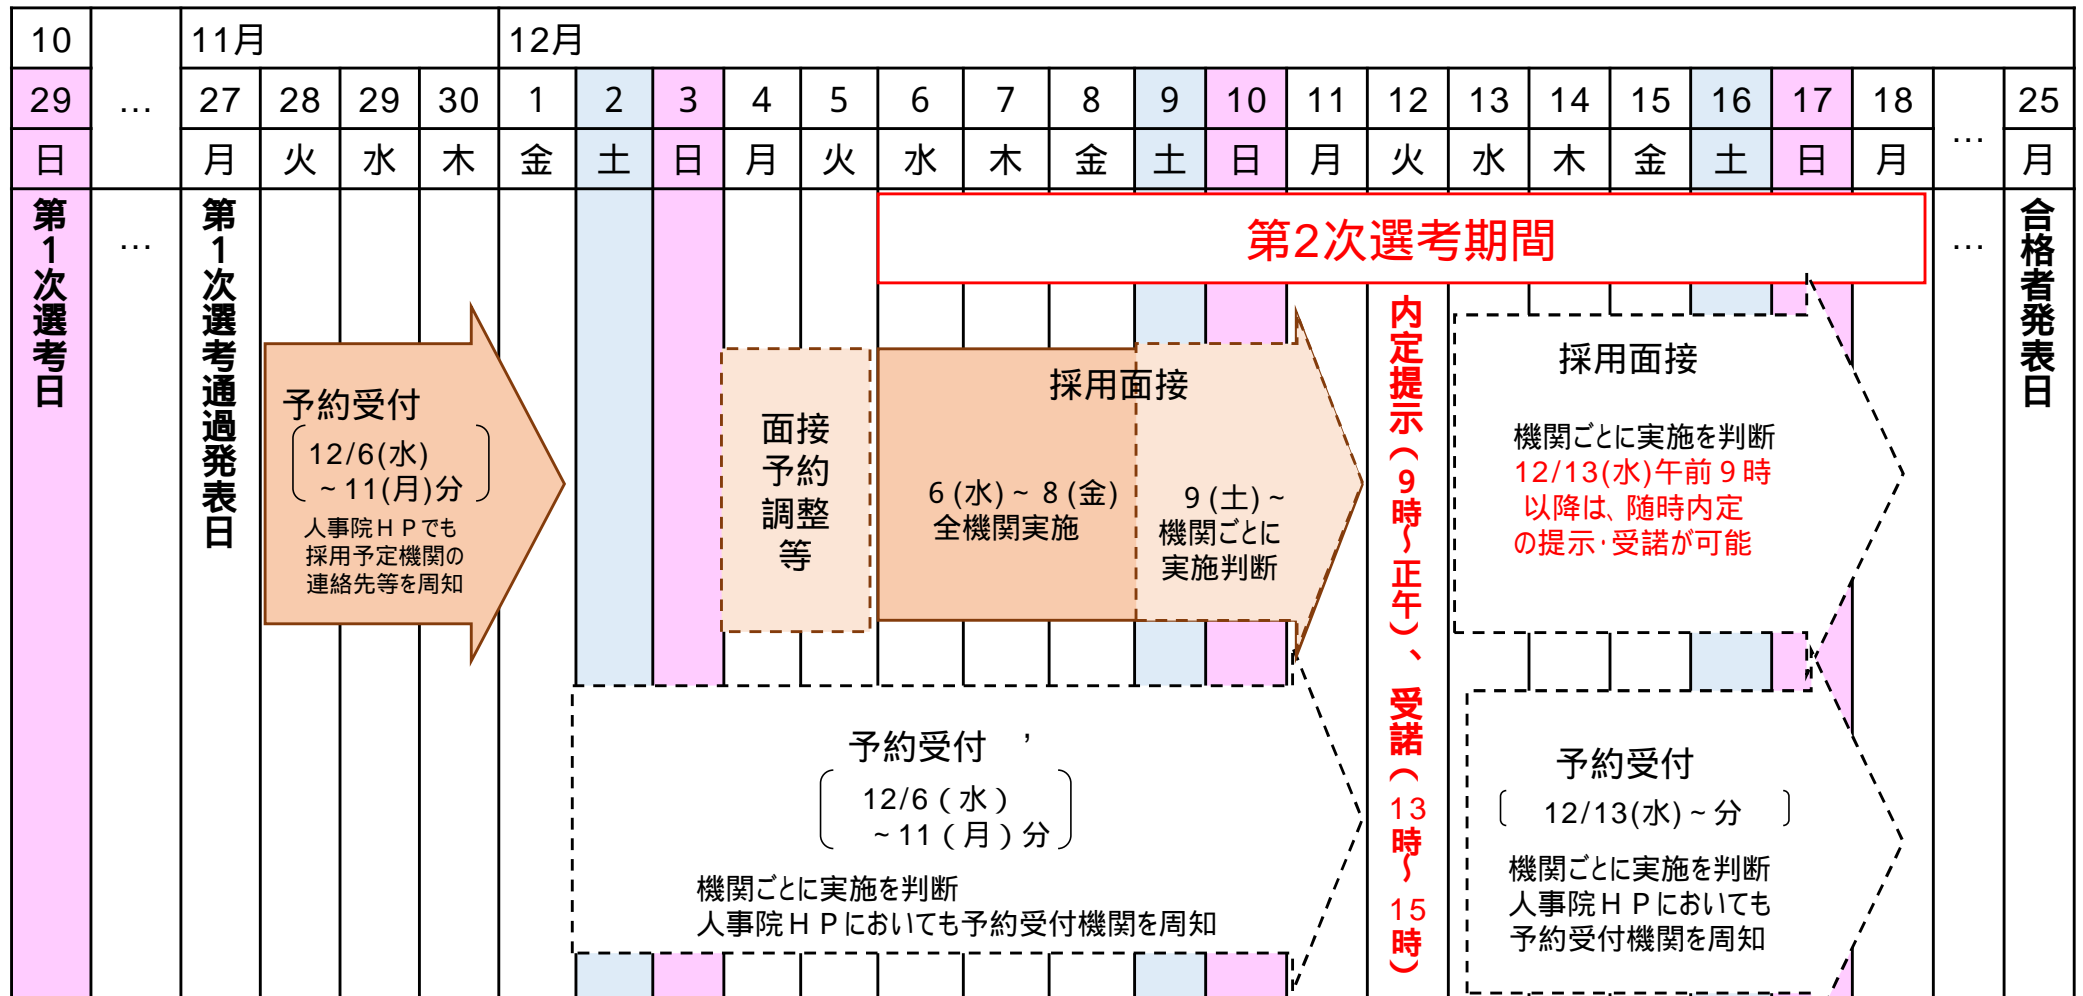 10 11月 12月
29 … 27 28 29 30 1 2 3 4 5 6 7 8 9 10 11 12 13 14 15 16 17 18 … 25
日 月 火 水 木 金 土 日 月 火 水 木 金 土 日 月 火 水 木 金 土 日 月 月
第1次選考日
…
第1次選考通過発表日
第2次選考期間
…
合格者発表日
予約受付
12/6(水)
~11(月)分
人事院HPでも
採用予定機関の
連絡先等を周知
面接
予約
調整
等
採用面接
6(水)~8(金)
全機関実施
9(土)~
機関ごとに
実施判断
内定提示(9時~正午)、受諾(13時~15時)
採用面接
機関ごとに実施を判断
12/13(水)午前9時
以降は、随時内定
の提示・受諾が可能
予約受付 ’
12/6(水)
~11(月)分
機関ごとに実施を判断
人事院HPにおいても予約受付機関を周知
予約受付
12/13(水)~分
機関ごとに実施を判断
人事院HPにおいても
予約受付機関を周知